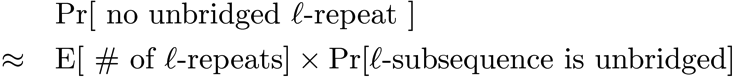 Pr[ no unbridged ℓ-repeat ]
≈ E[ # of ℓ-repeats] × Pr[ℓ-subsequence is unbridged]